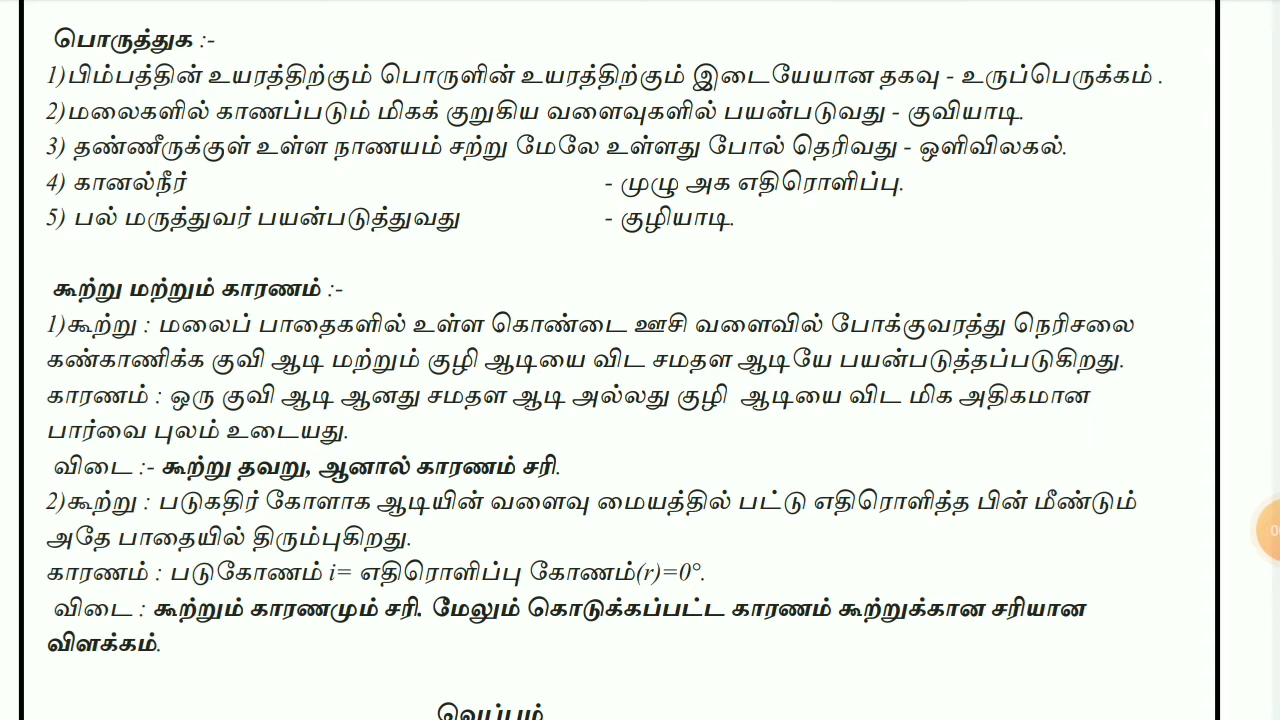 பொருத்துக :-
1)பிம்பத்தின் உயரத்திற்கும் பொருளின் உயரத்திற்கும் இடையேயான தகவு - உருப்பெருக்கம் .
2)மலைகளில் காணப்படும் மிகக் குறுகிய வளைவுகளில் பயன்படுவது - குவியாடி.
3) தண்ணீருக்குள் உள்ள நாணயம் சற்று மேலே உள்ளது போல் தெரிவது - ஒளிவிலகல்.
4) கானல்நீர் - முழு அக எதிரொளிப்பு.
5) பல் மருத்துவர் பயன்படுத்துவது - குழியாடி.
கூற்று மற்றும் காரணம் :-
1)கூற்று : மலைப் பாதைகளில் உள்ள கொண்டை ஊசி வளைவில் போக்குவரத்து நெரிசலை
கண்காணிக்க குவி ஆடி மற்றும் குழி ஆடியை விட சமதள ஆடியே பயன்படுத்தப்படுகிறது.
காரணம் : ஒரு குவி ஆடி ஆனது சமதள ஆடி அல்லது குழி ஆடியை விட மிக அதிகமான
பார்வை புலம் உடையது.
விடை :- கூற்று தவறு, ஆனால் காரணம் சரி.
2)கூற்று : படுகதிர் கோளாக ஆடியின் வளைவு மையத்தில் பட்டு எதிரொளித்த பின் மீண்டும்
அதே பாதையில் திரும்புகிறது.
காரணம் : படுகோணம் i= எதிரொளிப்பு கோணம்(r)=0°.
விடை : கூற்றும் காரணமும் சரி. மேலும் கொடுக்கப்பட்ட காரணம் கூற்றுக்கான சரியான
விளக்கம்.
வெப்பம்